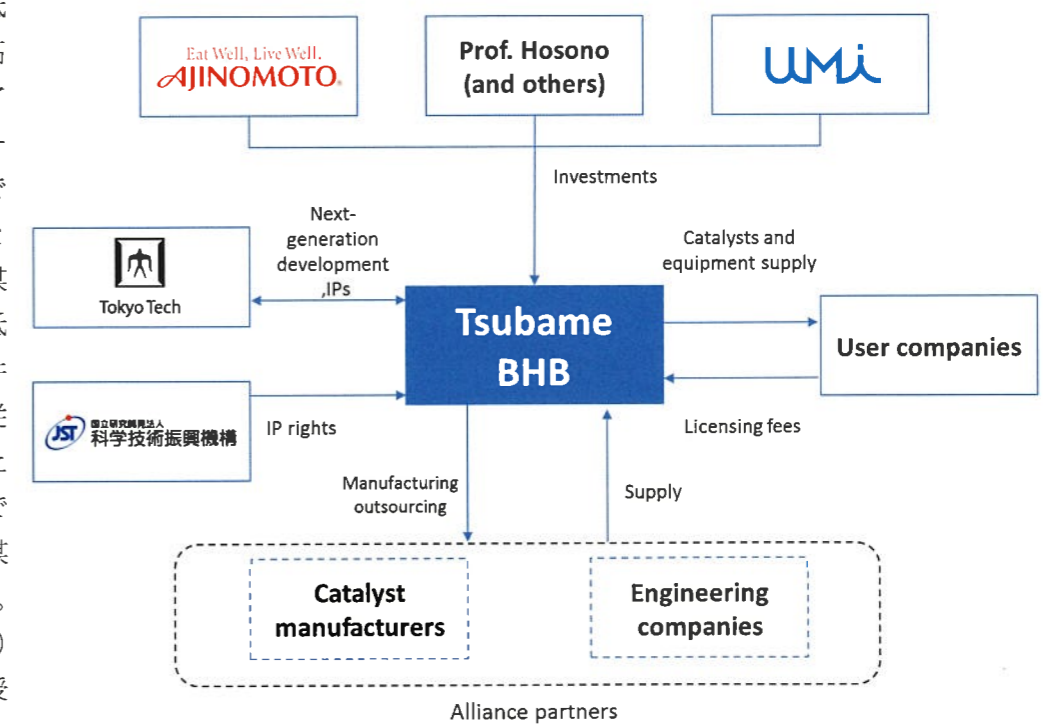 Eat Well, Live Well.
AJINOMOTO®
Prof. Hosono
(and others)
UMi
Investments
Next-
generation
development
,IPs
Catalysts and
equipment supply
Tokyo Tech
Tsubame
BHB
User companies
JST
国立研究開発法人
科学技術振興機構
IP rights
Licensing fees
Manufacturing
outsourcing
Supply
Catalyst
manufacturers
Engineering
companies
Alliance partners